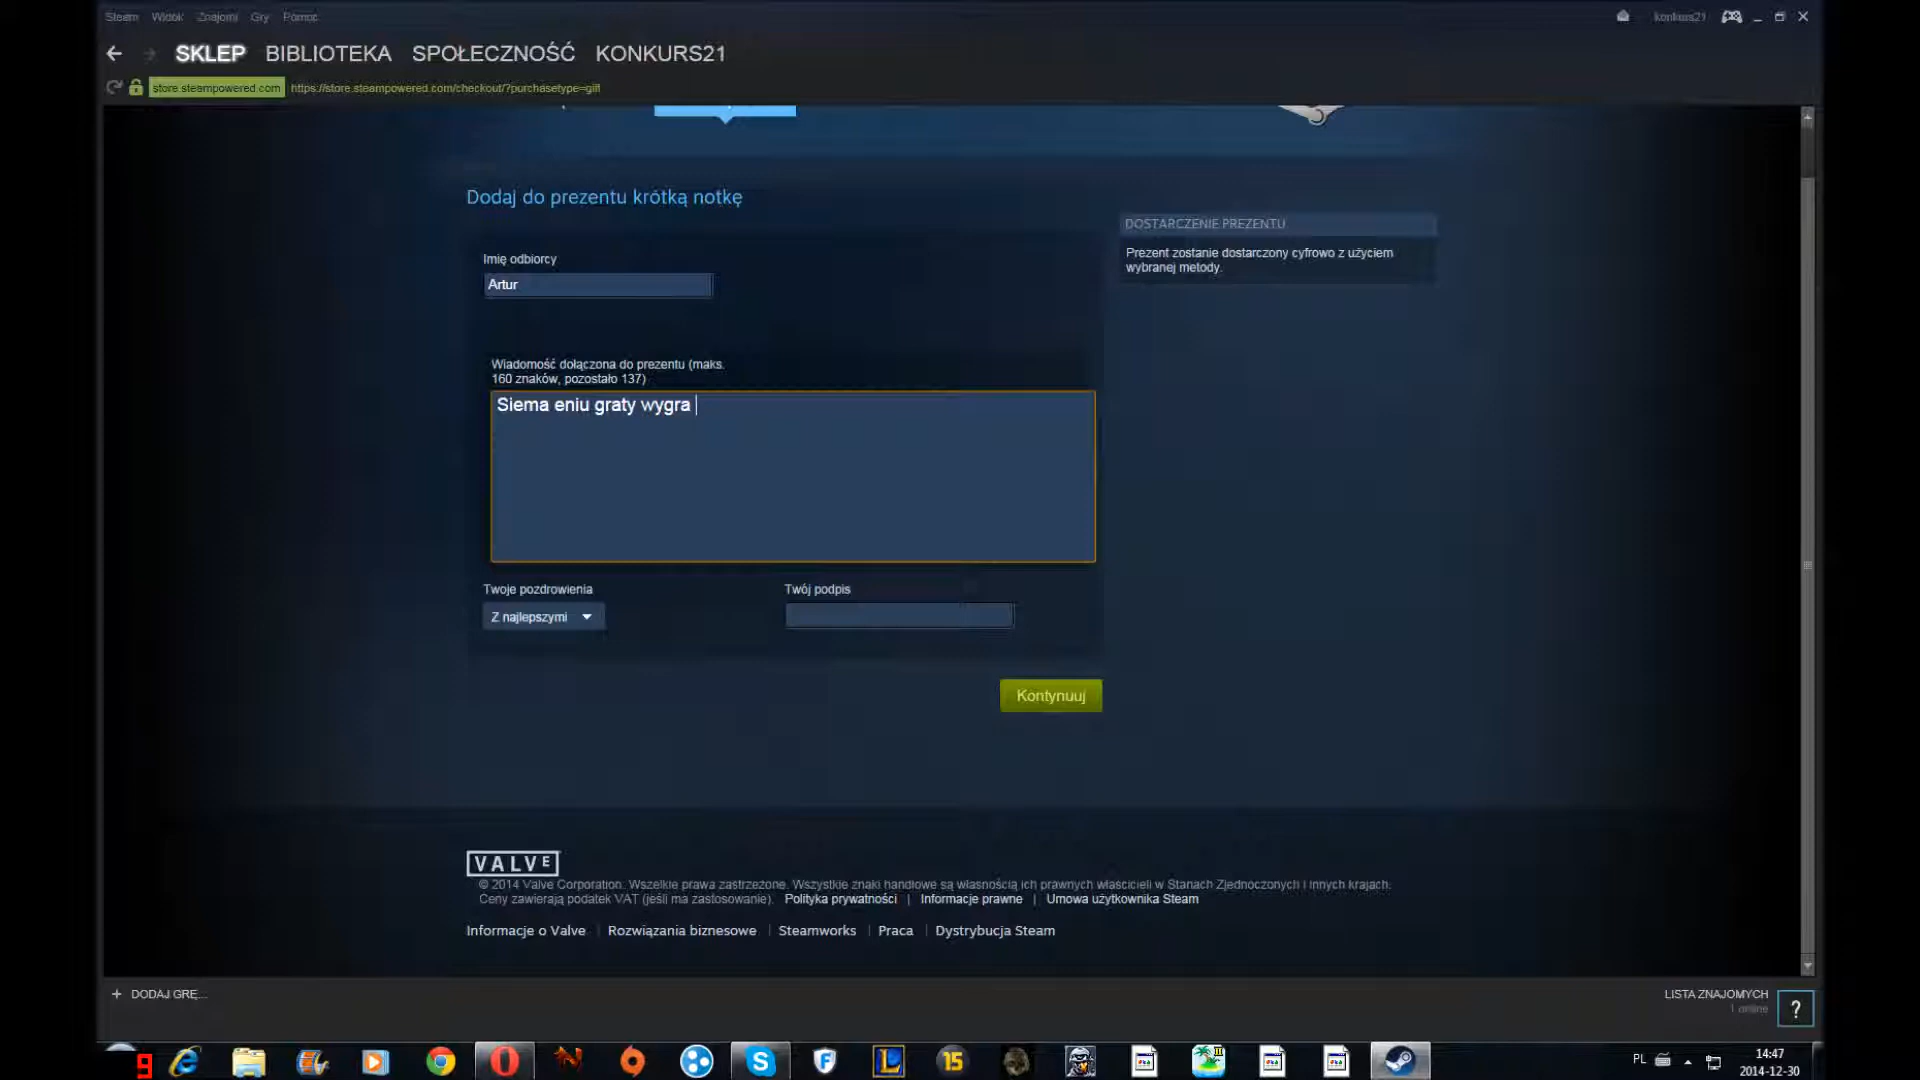 Steam Widok Znajomi Gry Pomoc
konkurs21
SKLEP BIBLIOTEKA SPOŁECZNOŚĆ KONKURS21
store.steampowered.com https://store.steampowered.com/checkout/?purchasetype=gift
Dodaj do prezentu krótką notkę
DOSTARCZENIE PREZENTU
Prezent zostanie dostarczony cyfrowo z użyciem
wybranej metody.
Imię odbiorcy
Artur
Wiadomość dołączona do prezentu (maks.
160 znaków, pozostało 137)
Siema eniu graty wygra
Twoje pozdrowienia
Twój podpis
Z najlepszymi
Kontynuuj
VALVE
© 2014 Valve Corporation. Wszelkie prawa zastrzeżone. Wszystkie znaki handlowe są własnością ich prawnych właścicieli w Stanach Zjednoczonych i innych krajach.
Ceny zawierają podatek VAT (jeśli ma zastosowanie). Polityka prywatności | Informacje prawne | Umowa użytkownika Steam
Informacje o Valve | Rozwiązania biznesowe | Steamworks | Praca | Dystrybucja Steam
+ DODAJ GRĘ...
LISTA ZNAJOMYCH
1 online
?
9
15
PL
14:47
2014-12-30